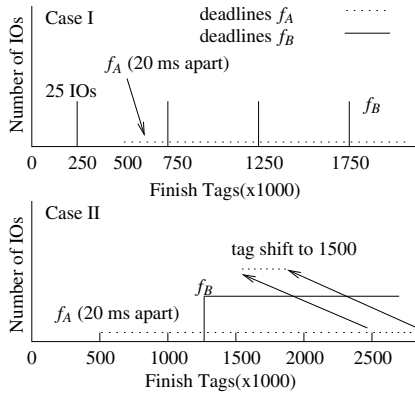 Case I
deadlines f_A
deadlines f_B
f_A (20 ms apart)
25 IOs
f_B
Number of IOs
0 250 500 750 1250 1750
Finish Tags(x1000)
Case II
tag shift to 1500
f_B
f_A (20 ms apart)
Number of IOs
0 500 1000 1500 2000 2500
Finish Tags(x1000)